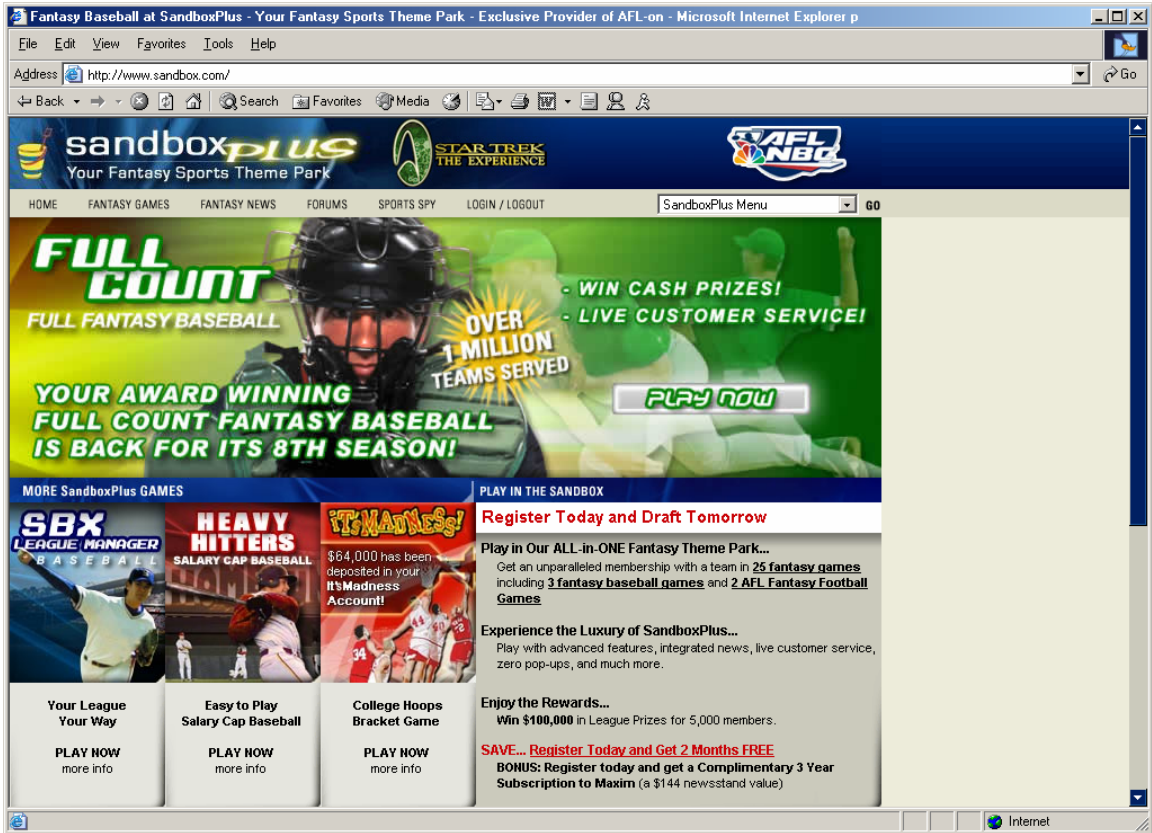 Fantasy Baseball at SandboxPlus - Your Fantasy Sports Theme Park - Exclusive Provider of AFL-on - Microsoft Internet Explorer p
File Edit View Favorites Tools Help
Address http://www.sandbox.com/ Go
Back Search Favorites Media
sandboxPLUS
Your Fantasy Sports Theme Park
STAR TREK
THE EXPERIENCE
AFL
NBC
HOME FANTASY GAMES FANTASY NEWS FORUMS SPORTS SPY LOGIN / LOGOUT SandboxPlus Menu GO
FULL
COUNT
FULL FANTASY BASEBALL
OVER
1 MILLION
TEAMS SERVED
- WIN CASH PRIZES!
- LIVE CUSTOMER SERVICE!
PLAY NOW
YOUR AWARD WINNING
FULL COUNT FANTASY BASEBALL
IS BACK FOR ITS 8TH SEASON!
MORE SandboxPlus GAMES
SBX
LEAGUE MANAGER
BASEBALL
Your League
Your Way
PLAY NOW
more info
HEAVY
HITTERS
SALARY CAP BASEBALL
Easy to Play
Salary Cap Baseball
PLAY NOW
more info
iT'S MADNESS!
$64,000 has been
deposited in your
It'sMadness
Account!
44
34
College Hoops
Bracket Game
PLAY NOW
more info
PLAY IN THE SANDBOX
Register Today and Draft Tomorrow
Play in Our ALL-in-ONE Fantasy Theme Park...
Get an unparalleled membership with a team in 25 fantasy games
including 3 fantasy baseball games and 2 AFL Fantasy Football
Games
Experience the Luxury of SandboxPlus...
Play with advanced features, integrated news, live customer service,
zero pop-ups, and much more.
Enjoy the Rewards...
Win $100,000 in League Prizes for 5,000 members.
SAVE... Register Today and Get 2 Months FREE
BONUS: Register today and get a Complimentary 3 Year
Subscription to Maxim (a $144 newsstand value)
Internet